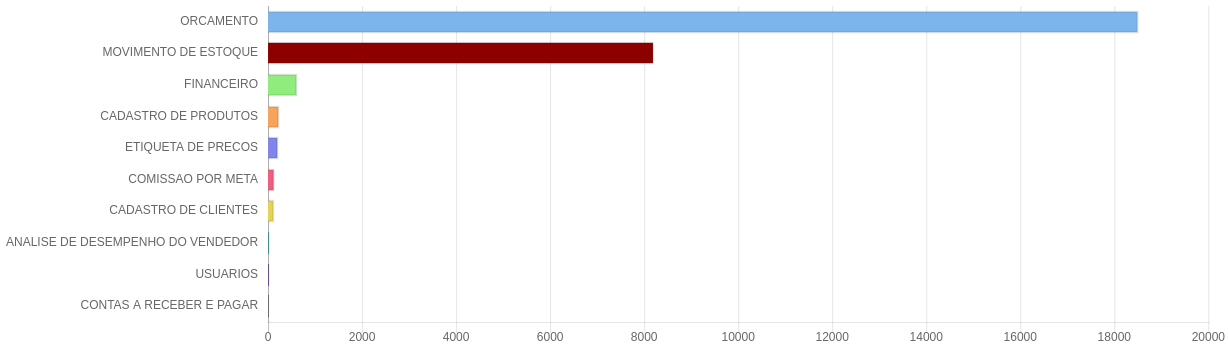 ORCAMENTO
MOVIMENTO DE ESTOQUE
FINANCEIRO
CADASTRO DE PRODUTOS
ETIQUETA DE PRECOS
COMISSAO POR META
CADASTRO DE CLIENTES
ANALISE DE DESEMPENHO DO VENDEDOR
USUARIOS
CONTAS A RECEBER E PAGAR
0 2000 4000 6000 8000 10000 12000 14000 16000 18000 20000